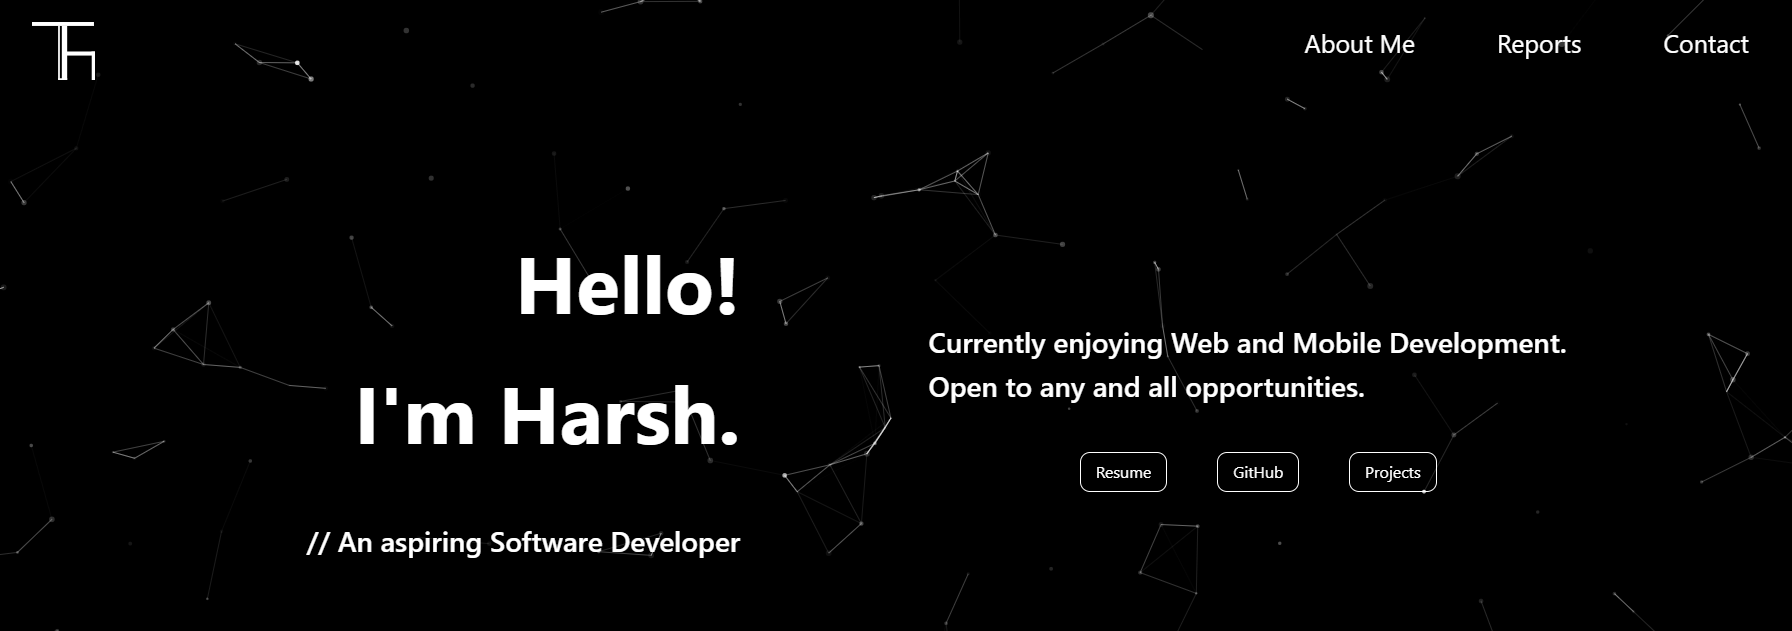 TH
About Me
Reports
Contact
Hello!
I'm Harsh.
// An aspiring Software Developer
Currently enjoying Web and Mobile Development.
Open to any and all opportunities.
Resume
GitHub
Projects